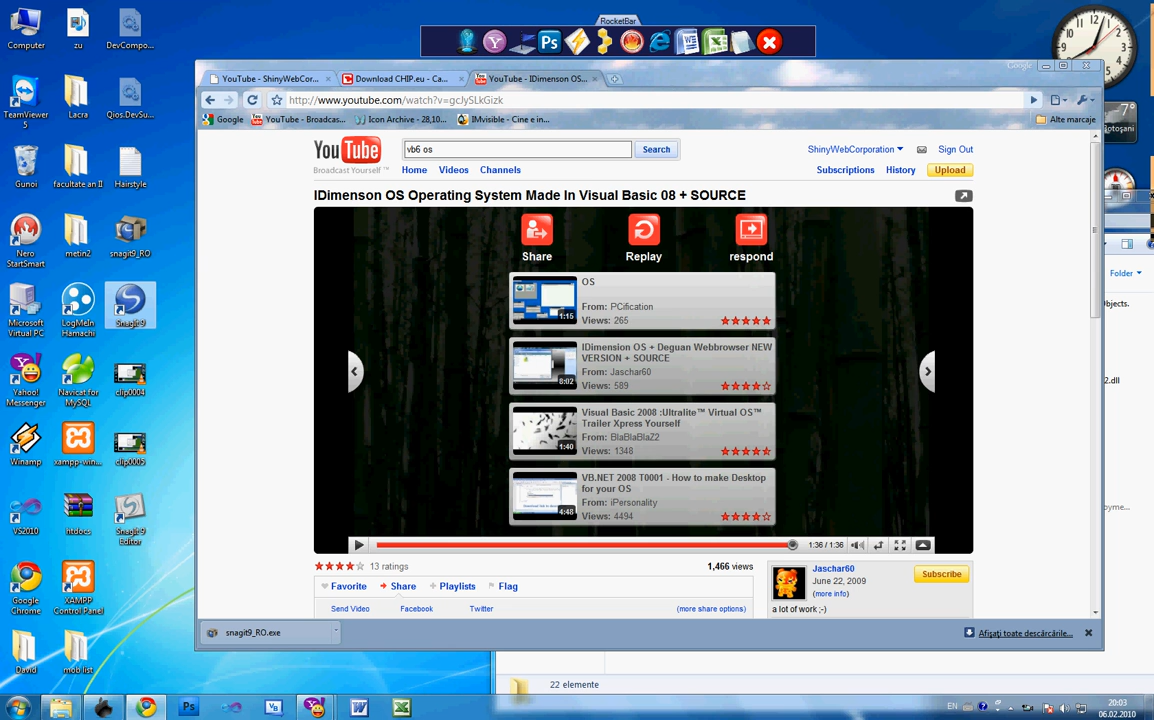 RocketBar
Computer
zu
DevCompo...
TeamViewer 5
Lacra
Qios.DevSu...
Gunoi
facultate an II
Hairstyle
Nero StartSmart
metin2
snagit9_RO
Microsoft Virtual PC
LogMeIn Hamachi
Snagit 9
Yahoo! Messenger
Navicat for MySQL
clip0004
Winamp
xampp-win...
clip0005
VS2010
htdocs
Snagit 9 Editor
Google Chrome
XAMPP Control Panel
David
mob list
Google
YouTube - ShinyWebCor...
Download CHIP.eu - Ca...
YouTube - IDimenson OS...
http://www.youtube.com/watch?v=gcJySLkGizk
Google
YouTube - Broadcas...
Icon Archive - 28,10...
IMvisible - Cine e in...
Alte marcaje
You Tube
Broadcast Yourself ™
vb6 os
Search
ShinyWebCorporation
Sign Out
Home
Videos
Channels
Subscriptions
History
Upload
IDimenson OS Operating System Made In Visual Basic 08 + SOURCE
Share
Replay
respond
OS
From: PCification
Views: 265
1:15
IDimension OS + Deguan Webbrowser NEW
VERSION + SOURCE
From: Jaschar60
Views: 589
8:02
Visual Basic 2008 :Ultralite™ Virtual OS™
Trailer Xpress Yourself
From: BlaBlaBlaZ2
Views: 1348
1:40
VB.NET 2008 T0001 - How to make Desktop
for your OS
From: iPersonality
Views: 4494
4:48
1:36 / 1:36
13 ratings
1,466 views
Favorite
Share
Playlists
Flag
Send Video
Facebook
Twitter
(more share options)
Jaschar60
June 22, 2009
(more info)
Subscribe
a lot of work ;-)
snagit9_RO.exe
Afişaţi toate descărcările...
-7°
otoşani
Folder
bjects.
2.dll
oyme...
22 elemente
EN
20:03
06.02.2010